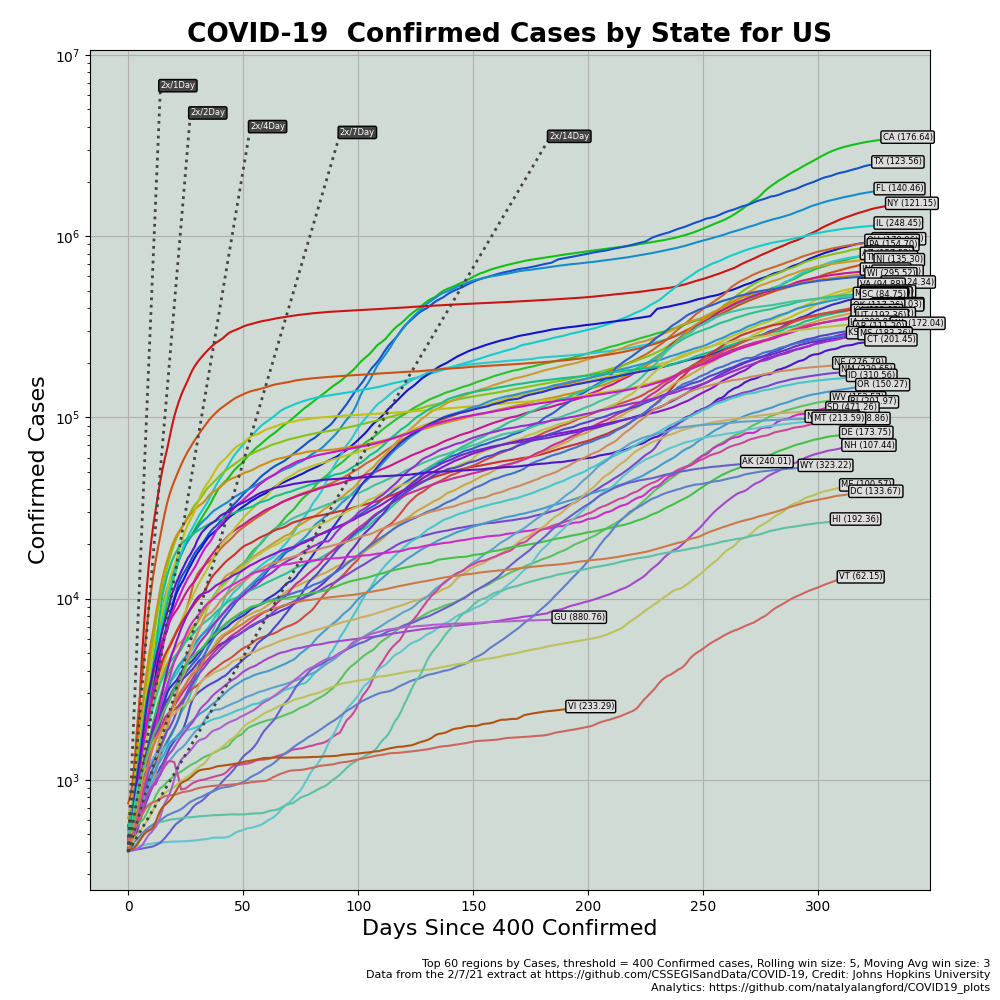 COVID-19  Confirmed Cases by State for US
10^7
10^6
10^5
10^4
10^3
Confirmed Cases
2x/1Day
2x/2Day
2x/4Day
2x/7Day
2x/14Day
CA (176.64)
TX (123.56)
FL (140.46)
NY (121.15)
IL (248.45)
PA (154.70)
NJ (135.30)
WI (295.52)
SC (84.75)
(172.04)
CT (201.45)
ID (310.56)
OR (150.27)
SD (471.26)
MT (213.59)
DE (173.75)
NH (107.44)
AK (240.01)
WY (323.22)
DC (133.67)
HI (192.36)
VT (62.15)
GU (880.76)
VI (233.29)
0 50 100 150 200 250 300
Days Since 400 Confirmed
Top 60 regions by Cases, threshold = 400 Confirmed cases, Rolling win size: 5, Moving Avg win size: 3
Data from the 2/7/21 extract at https://github.com/CSSEGISandData/COVID-19, Credit: Johns Hopkins University
Analytics: https://github.com/natalyalangford/COVID19_plots